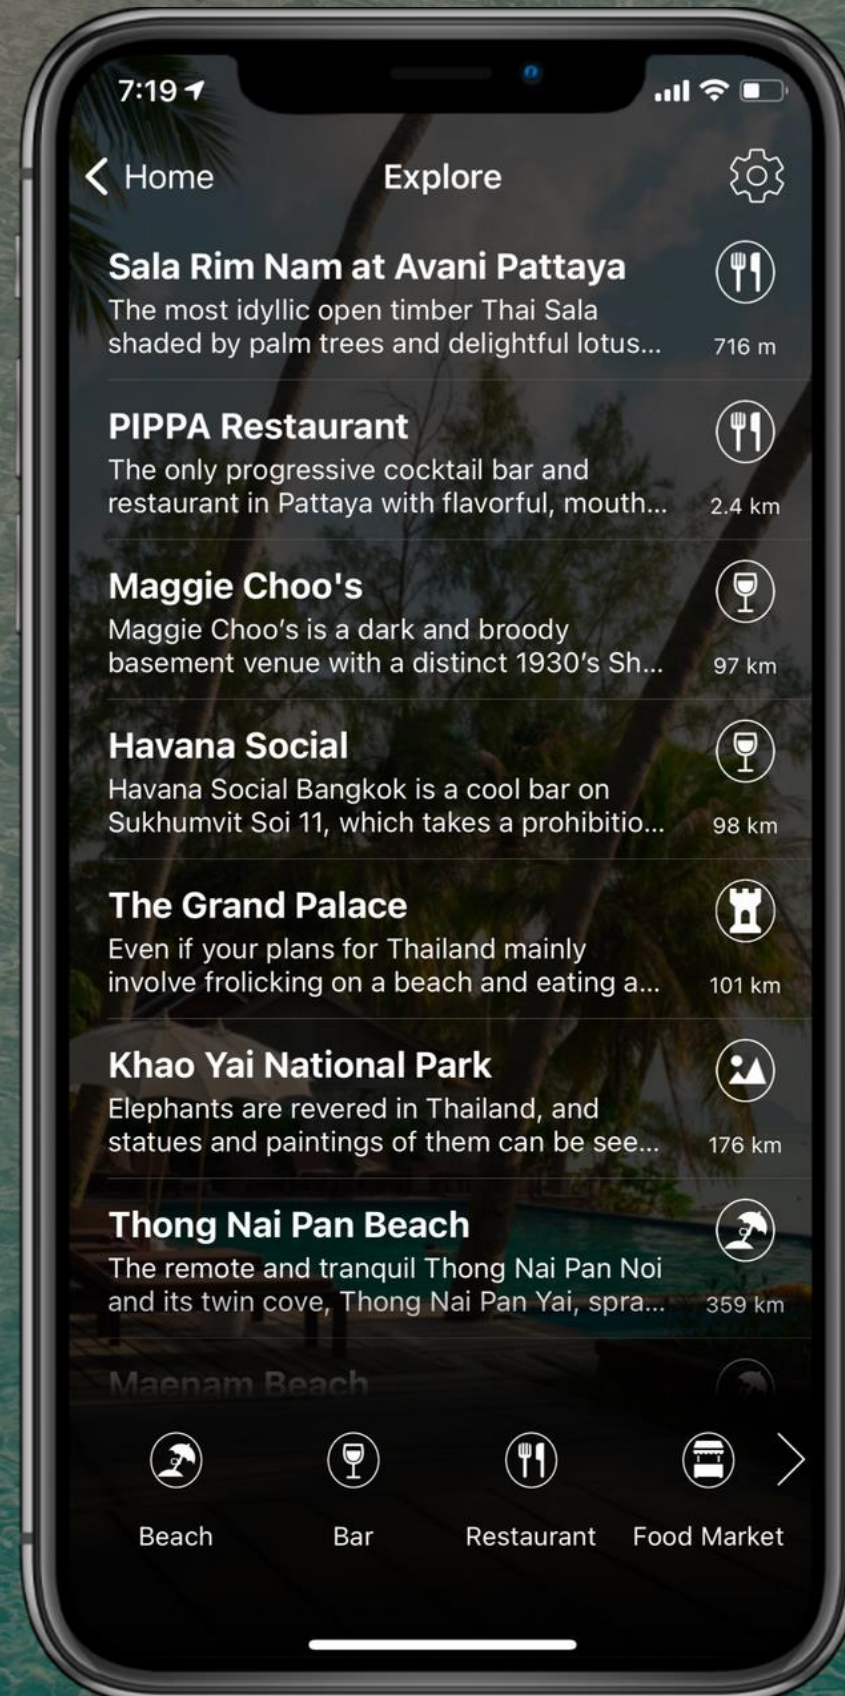 7:19
Home
Explore
Sala Rim Nam at Avani Pattaya
The most idyllic open timber Thai Sala
shaded by palm trees and delightful lotus...
716 m
PIPPA Restaurant
The only progressive cocktail bar and
restaurant in Pattaya with flavorful, mouth...
2.4 km
Maggie Choo's
Maggie Choo’s is a dark and broody
basement venue with a distinct 1930’s Sh...
97 km
Havana Social
Havana Social Bangkok is a cool bar on
Sukhumvit Soi 11, which takes a prohibitio...
98 km
The Grand Palace
Even if your plans for Thailand mainly
involve frolicking on a beach and eating a...
101 km
Khao Yai National Park
Elephants are revered in Thailand, and
statues and paintings of them can be see...
176 km
Thong Nai Pan Beach
The remote and tranquil Thong Nai Pan Noi
and its twin cove, Thong Nai Pan Yai, spra...
359 km
Maenam Beach
Beach
Bar
Restaurant
Food Market